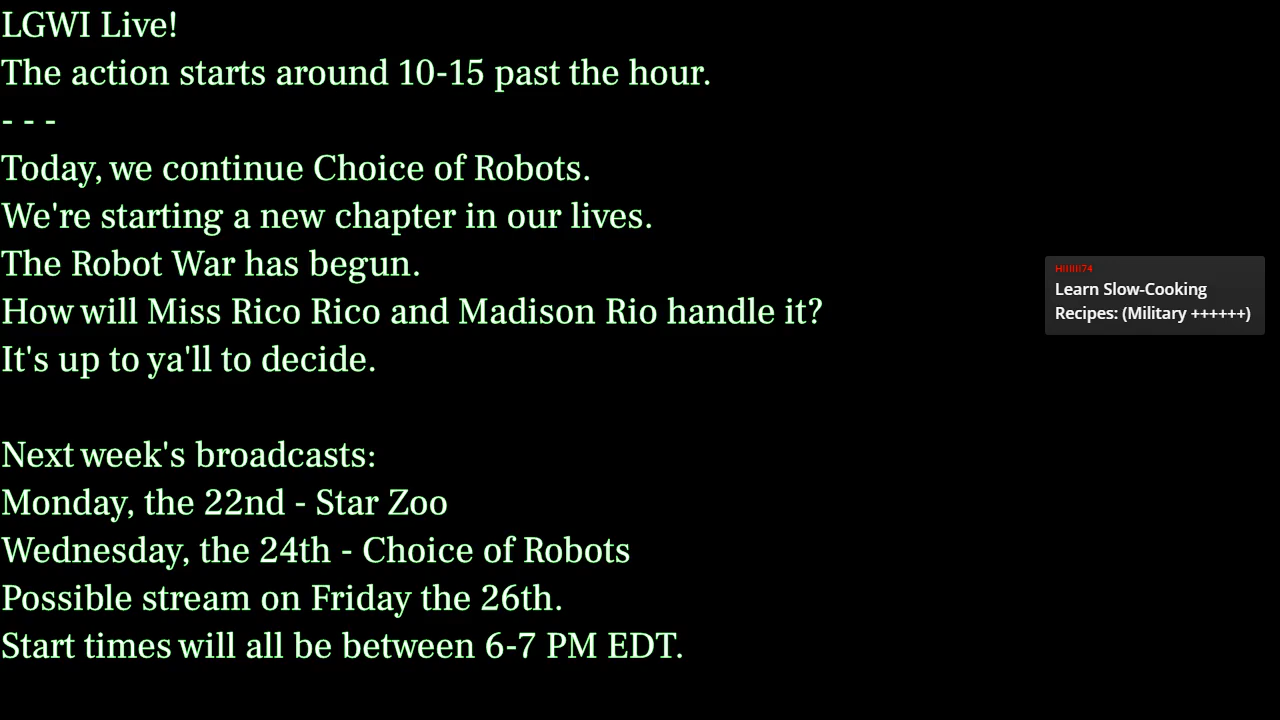 LGWI Live!
The action starts around 10-15 past the hour.
- - -
Today, we continue Choice of Robots.
We're starting a new chapter in our lives.
The Robot War has begun.
How will Miss Rico Rico and Madison Rio handle it?
It's up to ya'll to decide.
Next week's broadcasts:
Monday, the 22nd - Star Zoo
Wednesday, the 24th - Choice of Robots
Possible stream on Friday the 26th.
Start times will all be between 6-7 PM EDT.
Learn Slow-Cooking
Recipes: (Military ++++++)